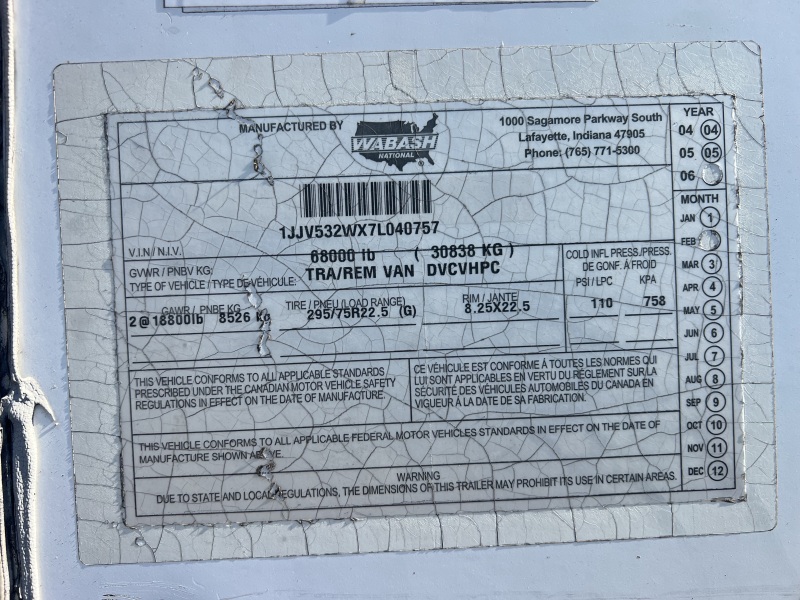 MANUFACTURED BY
WABASH
NATIONAL ®
1000 Sagamore Parkway South
Lafayette, Indiana 47905
Phone: (765) 771-5300
1JJV532WX7L040757
V.I.N./N.I.V.
68000 lb ( 30838 KG )
GVWR / PNBV KG:
TRA/REM VAN DVCVHPC
TYPE OF VEHICLE / TYPE DE VÉHICULE:
COLD INFL PRESS./PRESS.
DE GONF. À FROID
PSI / LPC KPA
110 758
GAWR / PNBE KG
2@18800lb 8526 Kg
TIRE / PNEU (LOAD RANGE)
295/75R22.5 (G)
RIM / JANTE
8.25X22.5
THIS VEHICLE CONFORMS TO ALL APPLICABLE STANDARDS
PRESCRIBED UNDER THE CANADIAN MOTOR VEHICLE SAFETY
REGULATIONS IN EFFECT ON THE DATE OF MANUFACTURE.
CE VÉHICULE EST CONFORME À TOUTES LES NORMES QUI
LUI SONT APPLICABLES EN VERTU DU RÈGLEMENT SUR LA
SÉCURITÉ DES VÉHICULES AUTOMOBILES DU CANADA EN
VIGUEUR À LA DATE DE SA FABRICATION.
THIS VEHICLE CONFORMS TO ALL APPLICABLE FEDERAL MOTOR VEHICLES STANDARDS IN EFFECT ON THE DATE OF
MANUFACTURE SHOWN ABOVE.
WARNING
DUE TO STATE AND LOCAL REGULATIONS, THE DIMENSIONS OF THIS TRAILER MAY PROHIBIT ITS USE IN CERTAIN AREAS.
YEAR
04 04
05 05
06
MONTH
JAN 1
FEB
MAR 3
APR 4
MAY 5
JUN 6
JUL 7
AUG 8
SEP 9
OCT 10
NOV 11
DEC 12